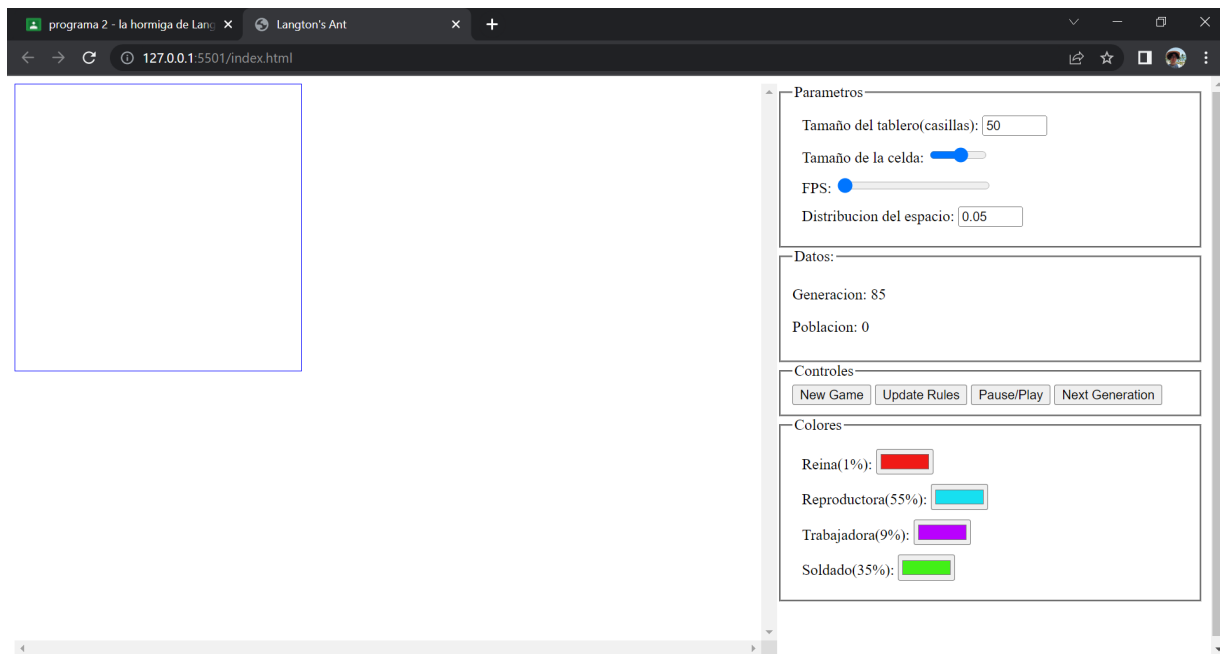 programa 2 - la hormiga de Lang
Langton's Ant
127.0.0.1:5501/index.html
Parametros
Tamaño del tablero(casillas): 50
Tamaño de la celda:
FPS:
Distribucion del espacio: 0.05
Datos:
Generacion: 85
Poblacion: 0
Controles
New Game Update Rules Pause/Play Next Generation
Colores
Reina(1%):
Reproductora(55%):
Trabajadora(9%):
Soldado(35%):